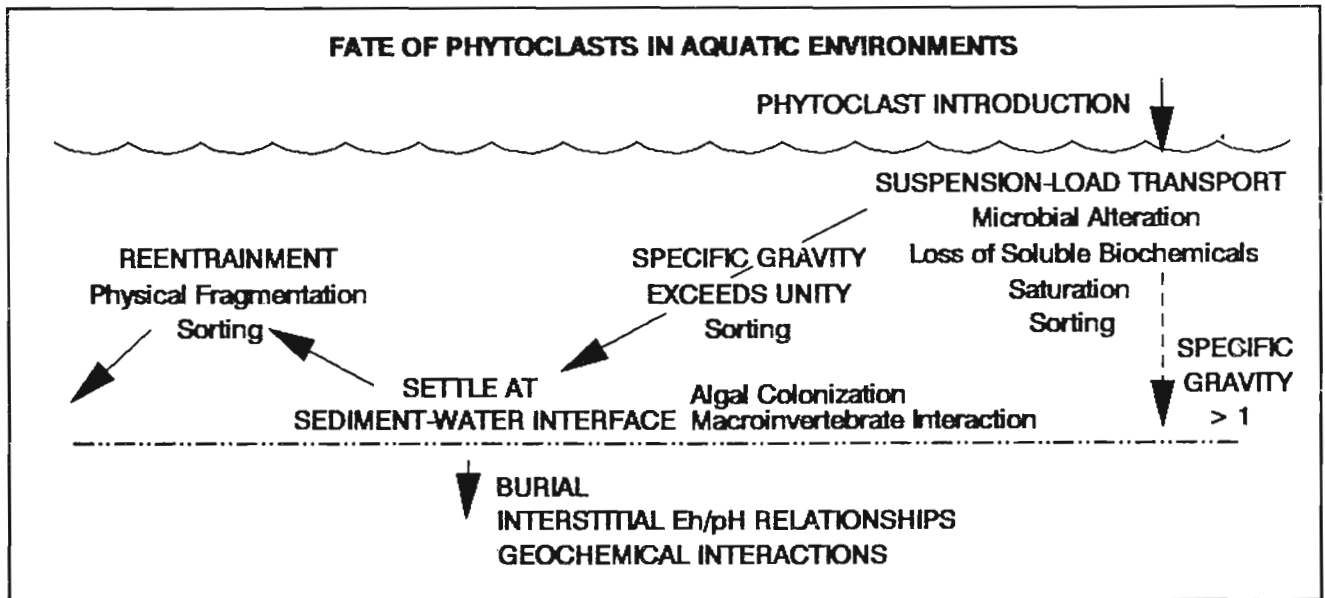 FATE OF PHYTOCLASTS IN AQUATIC ENVIRONMENTS
PHYTOCLAST INTRODUCTION
SUSPENSION-LOAD TRANSPORT
Microbial Alteration
Loss of Soluble Biochemicals
Saturation
Sorting
SPECIFIC
GRAVITY
> 1
SPECIFIC GRAVITY
EXCEEDS UNITY
Sorting
REENTRAINMENT
Physical Fragmentation
Sorting
SETTLE AT
SEDIMENT-WATER INTERFACE
Algal Colonization
Macroinvertebrate Interaction
BURIAL
INTERSTITIAL Eh/pH RELATIONSHIPS
GEOCHEMICAL INTERACTIONS